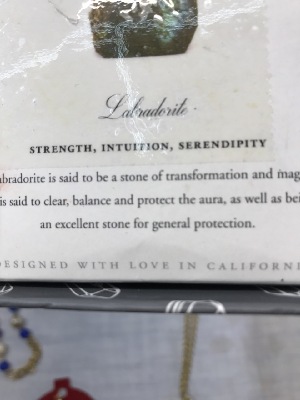 Labradorite
STRENGTH, INTUITION, SERENDIPITY
abradorite is said to be a stone of transformation and mag
is said to clear, balance and protect the aura, as well as bei
an excellent stone for general protection.
DESIGNED WITH LOVE IN CALIFORNI